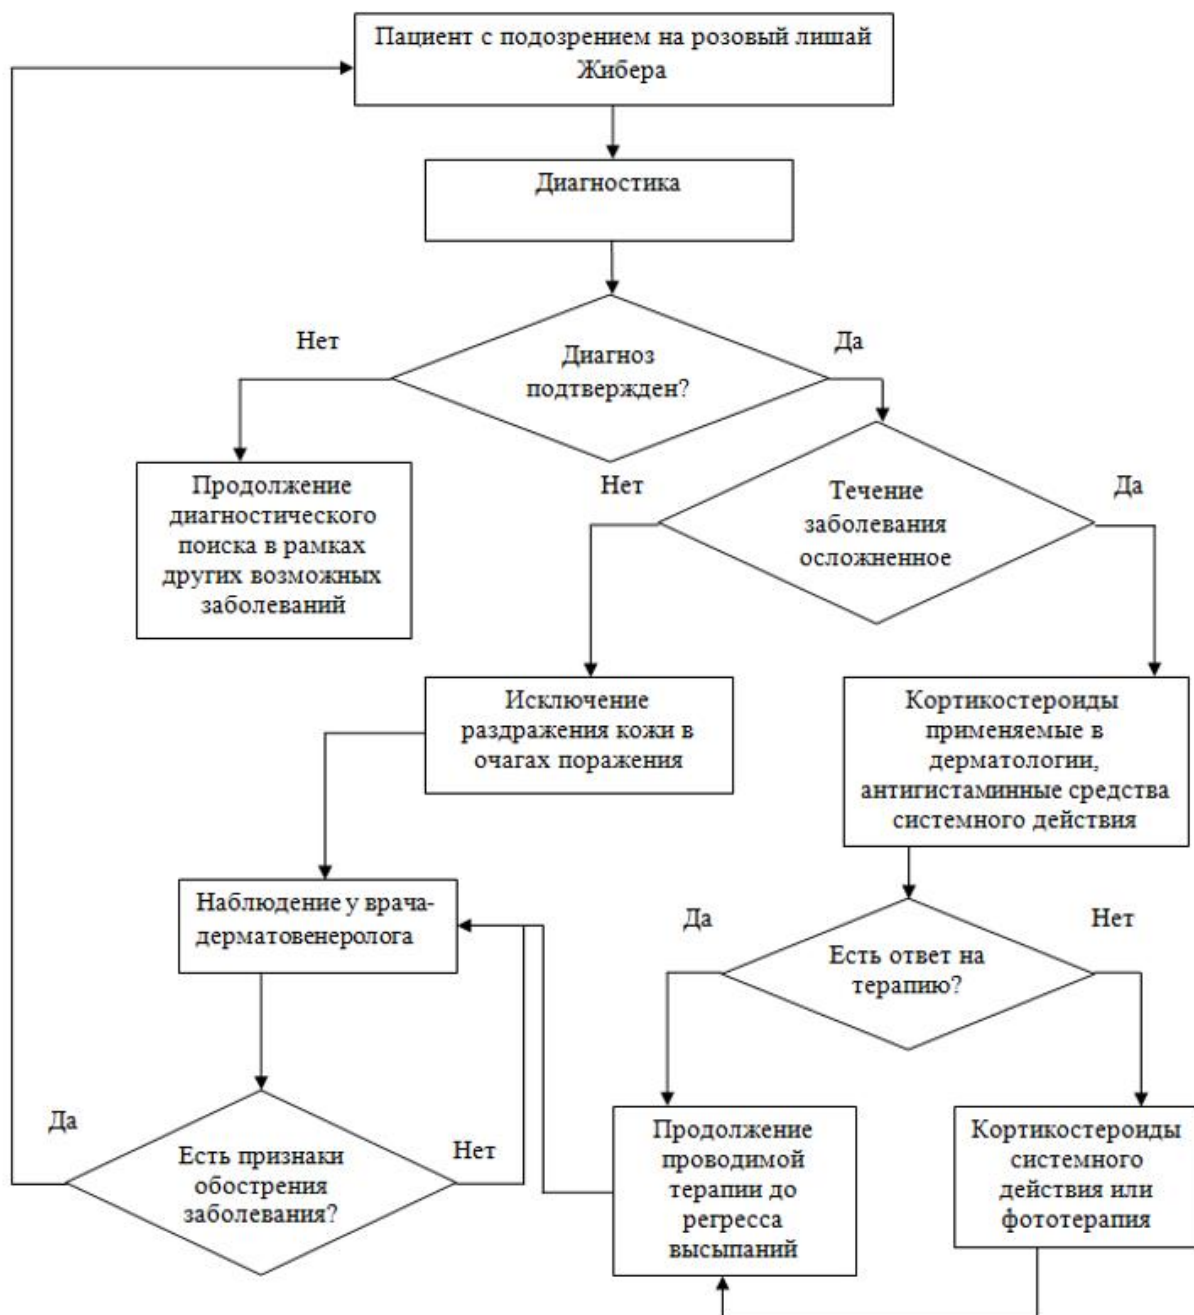 Пациент с подозрением на розовый лишай
Жибера
Диагностика
Нет
Да
Диагноз
подтвержден?
Продолжение
диагностического
поиска в рамках
других возможных
заболеваний
Нет
Да
Течение
заболевания
осложненное
Исключение
раздражения кожи в
очагах поражения
Кортикостероиды
применяемые в
дерматологии,
антигистаминные средства
системного действия
Наблюдение у врача-
дерматовенеролога
Да
Нет
Есть ответ на
терапию?
Да
Нет
Есть признаки
обострения
заболевания?
Продолжение
проводимой
терапии до
регресса
высыпаний
Кортикостероиды
системного
действия или
фототерапия